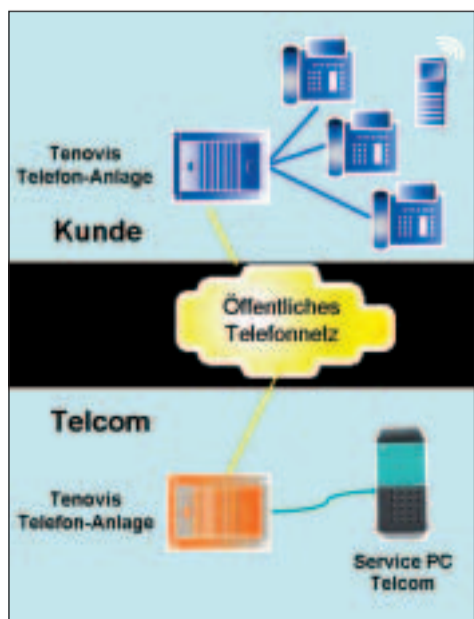 Tenovis
Telefon-Anlage
Kunde
Öffentliches
Telefonnetz
Telcom
Tenovis
Telefon-Anlage
Service PC
Telcom